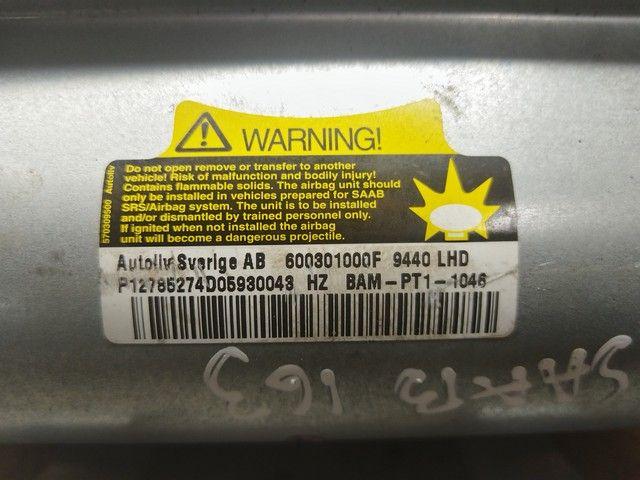 WARNING!
Do not open remove or transfer to another
vehicle! Risk of malfunction and bodily injury!
Contains flammable solids. The airbag unit should
only be installed in vehicles prepared for SAAB
SRS/Airbag system. The unit is to be installed
and/or dismantled by trained personnel only.
If ignited when not installed the airbag
unit will become a dangerous projectile.
570309500 Autoliv
Autoliv Sverige AB 600301000F 9440 LHD
P12785274D05930043 HZ BAM-PT1-1046
SAAB 163